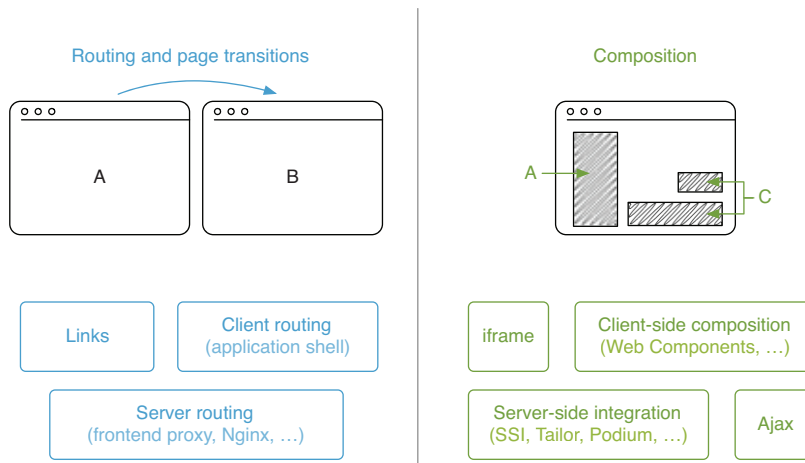 Routing and page transitions
A
B
Links
Client routing
(application shell)
Server routing
(frontend proxy, Nginx, …)
Composition
A
C
iframe
Client-side composition
(Web Components, …)
Server-side integration
(SSI, Tailor, Podium, …)
Ajax